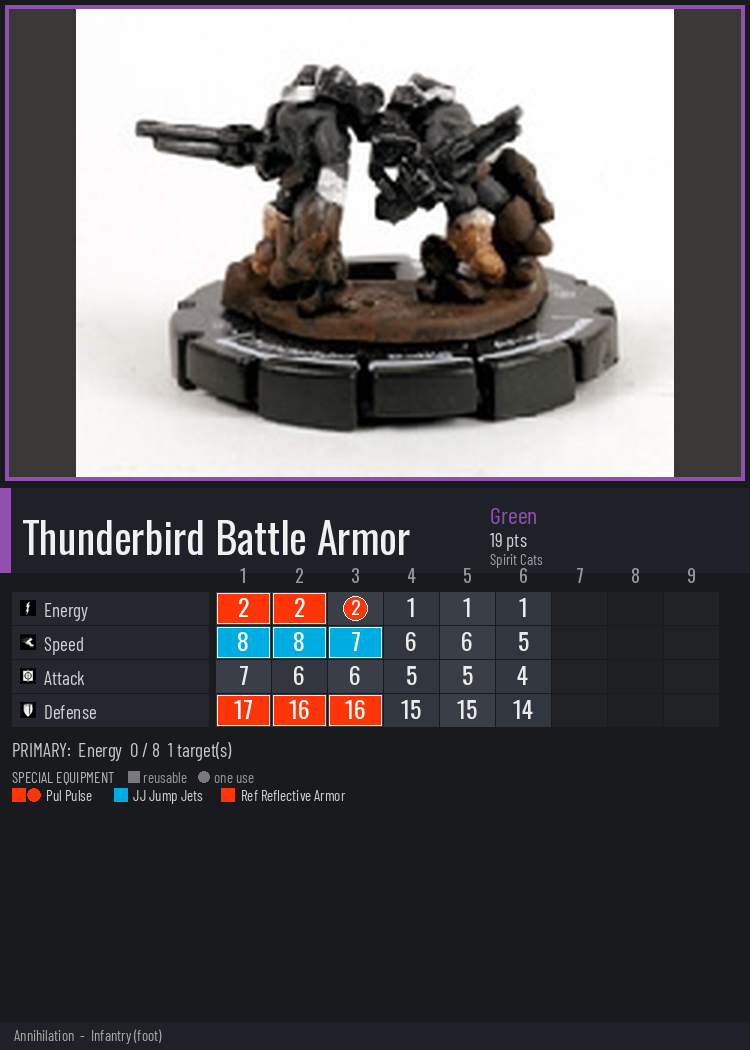 Thunderbird Battle Armor
Green
19 pts
Spirit Cats
1 2 3 4 5 6 7 8 9
Energy 2 2 2 1 1 1
Speed 8 8 7 6 6 5
Attack 7 6 6 5 5 4
Defense 17 16 16 15 15 14
PRIMARY: Energy 0 / 8 1 target(s)
SPECIAL EQUIPMENT reusable one use
Pul Pulse JJ Jump Jets Ref Reflective Armor
Annihilation - Infantry (foot)